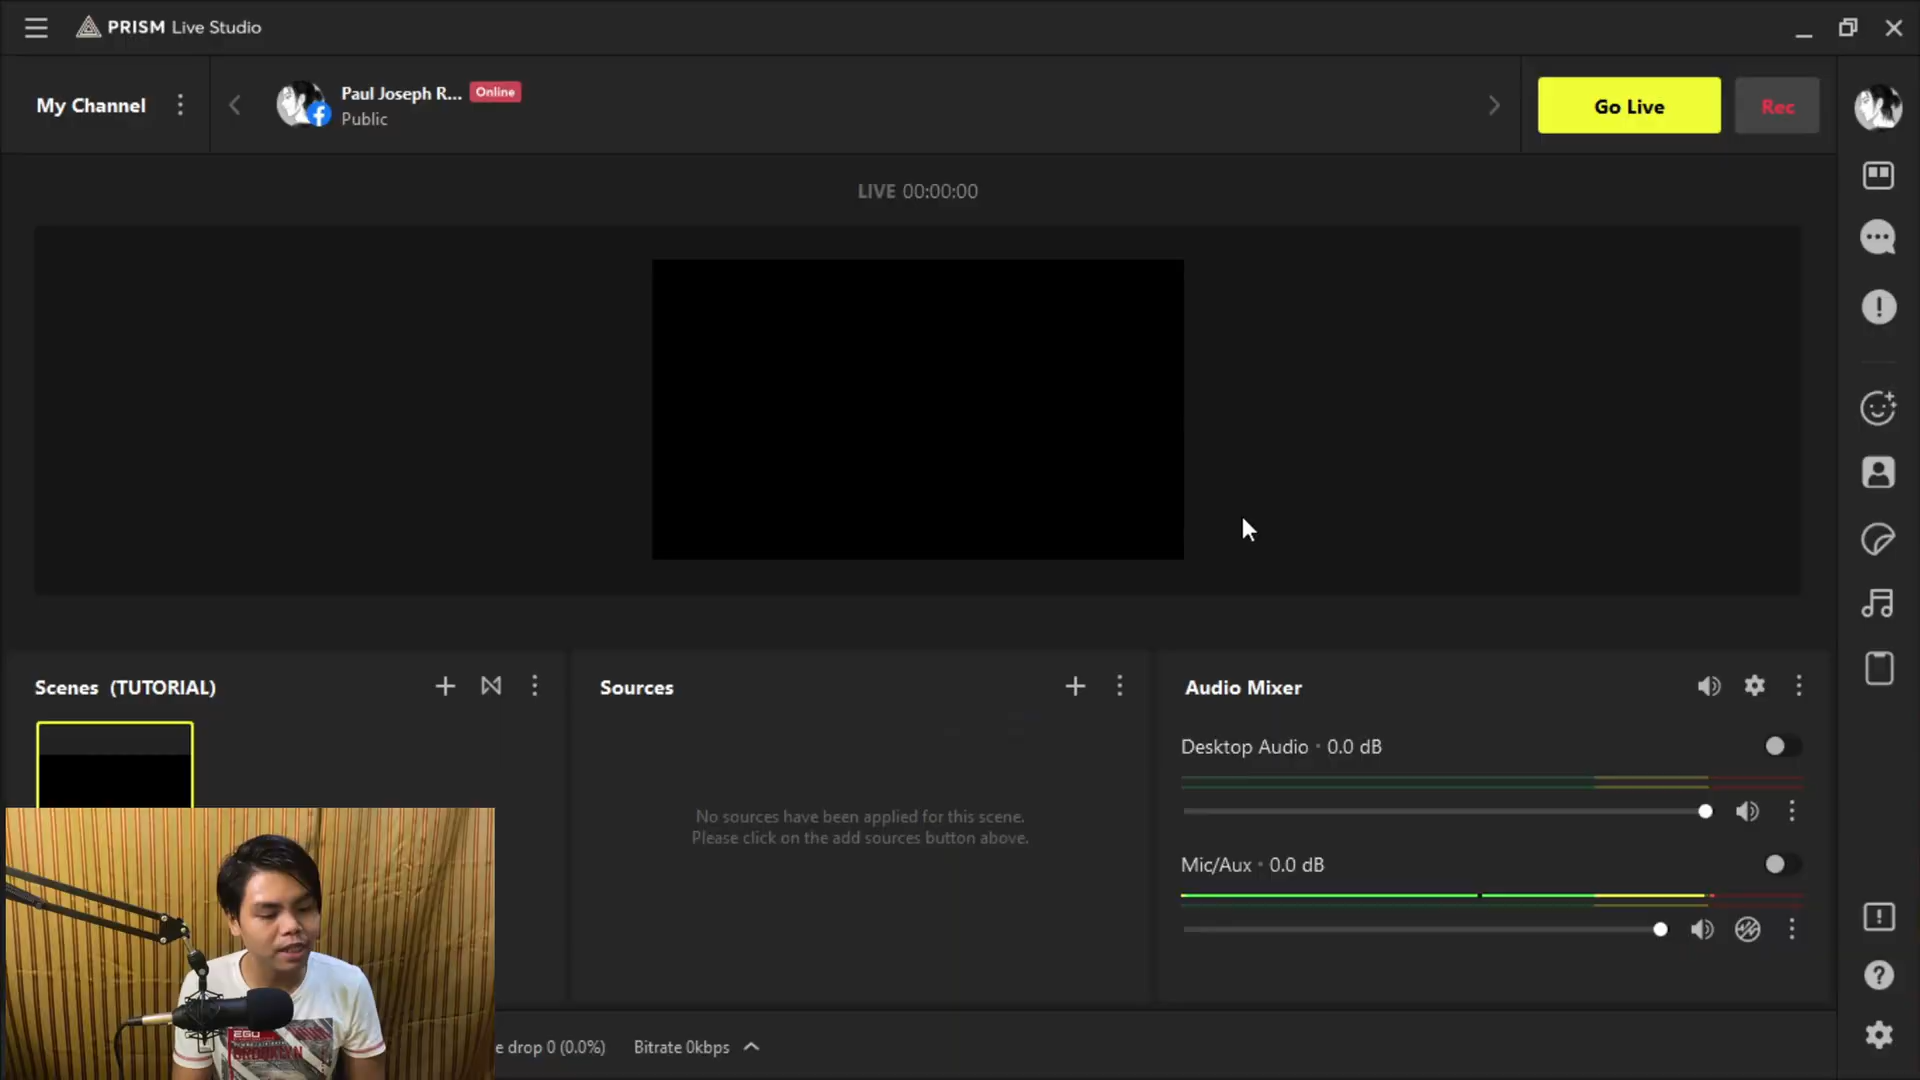 PRISM Live Studio
My Channel
Paul Joseph R... Online
Public
Go Live
Rec
LIVE 00:00:00
Scenes (TUTORIAL)
Sources
Audio Mixer
Desktop Audio • 0.0 dB
No sources have been applied for this scene.
Please click on the add sources button above.
Mic/Aux • 0.0 dB
EGO
BROOKLYN
e drop 0 (0.0%) Bitrate 0kbps